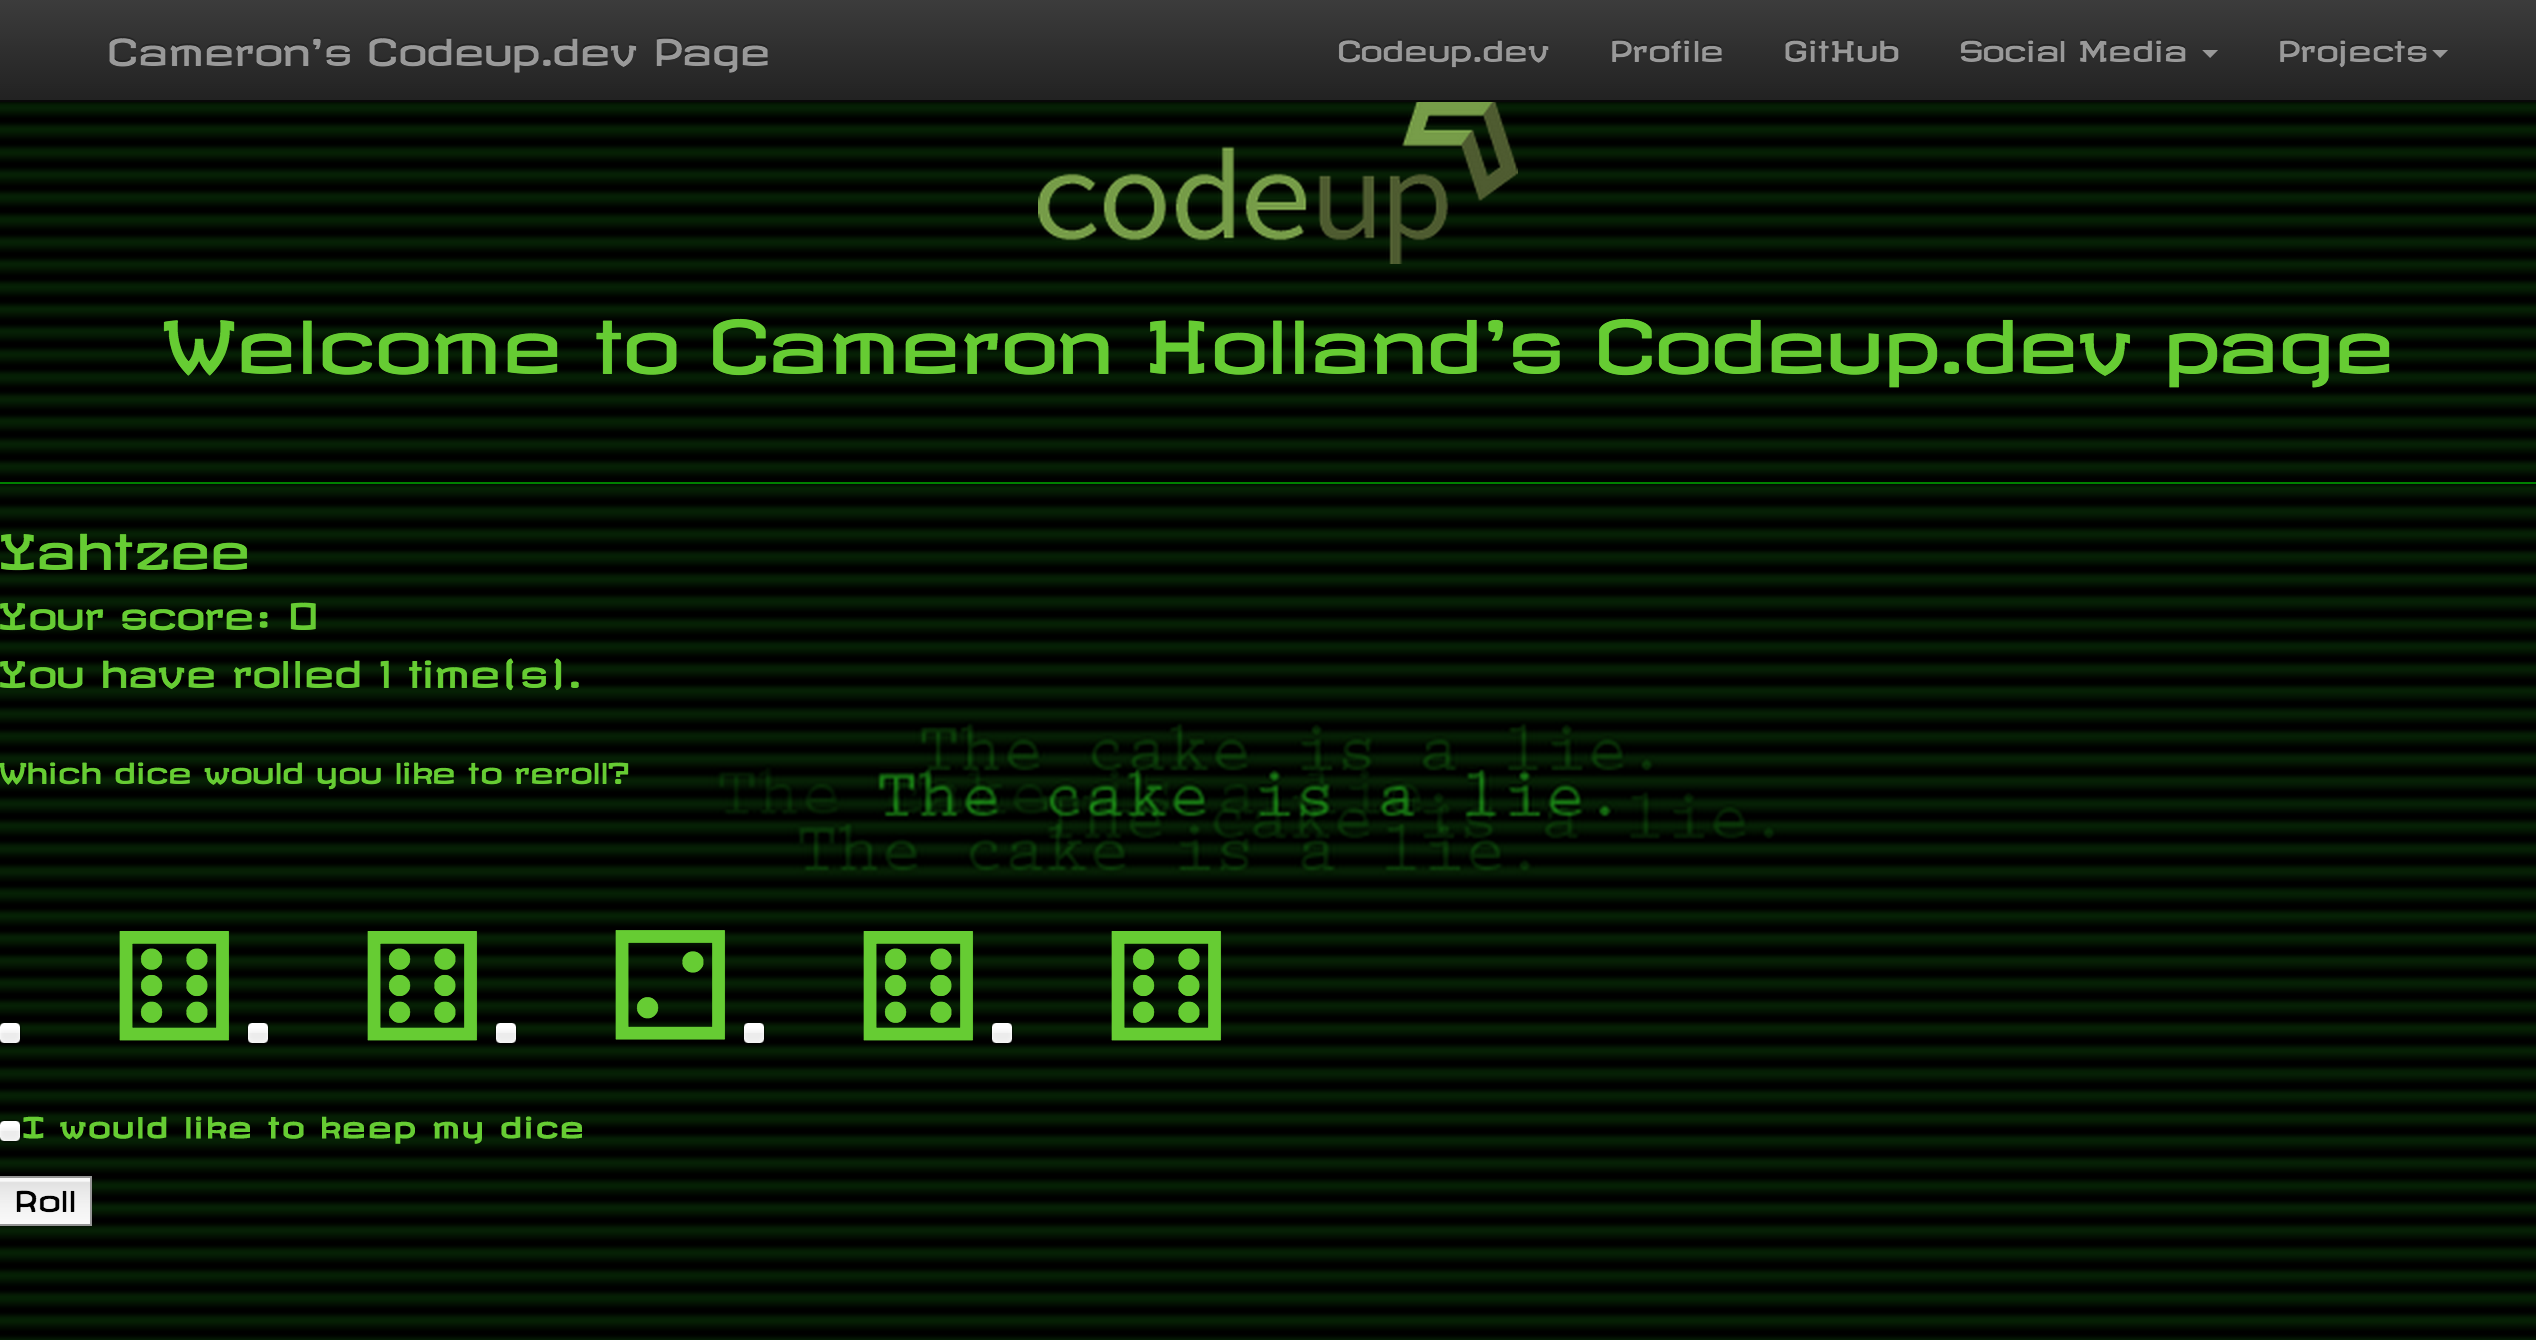 Cameron's Codeup.dev Page Codeup.dev Profile GitHub Social Media Projects
codeup
Welcome to Cameron Holland's Codeup.dev page
Yahtzee
Your score: 0
You have rolled 1 time(s).
The cake is a lie.
Which dice would you like to reroll?
The cake is a lie.
The cake is a lie.
The cake is a lie.
The cake is a lie.
I would like to keep my dice
Roll